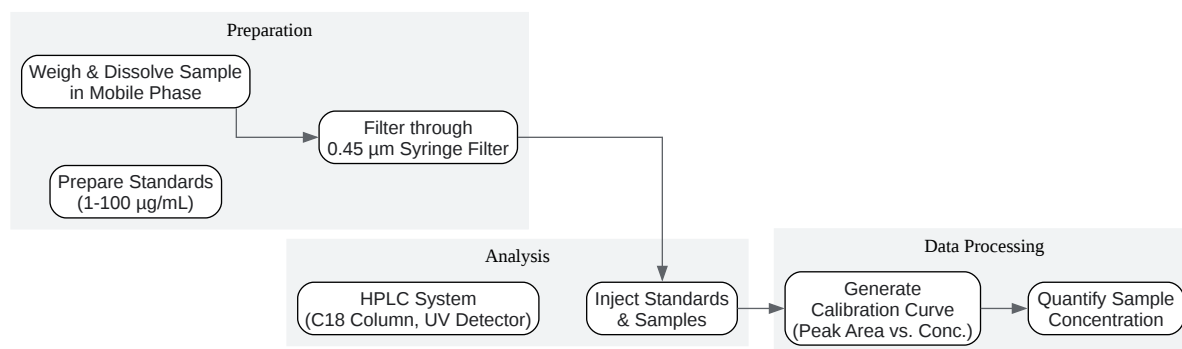 Preparation
Weigh & Dissolve Sample
in Mobile Phase
Filter through
0.45 µm Syringe Filter
Prepare Standards
(1-100 µg/mL)
Analysis
HPLC System
(C18 Column, UV Detector)
Inject Standards
& Samples
Data Processing
Generate
Calibration Curve
(Peak Area vs. Conc.)
Quantify Sample
Concentration